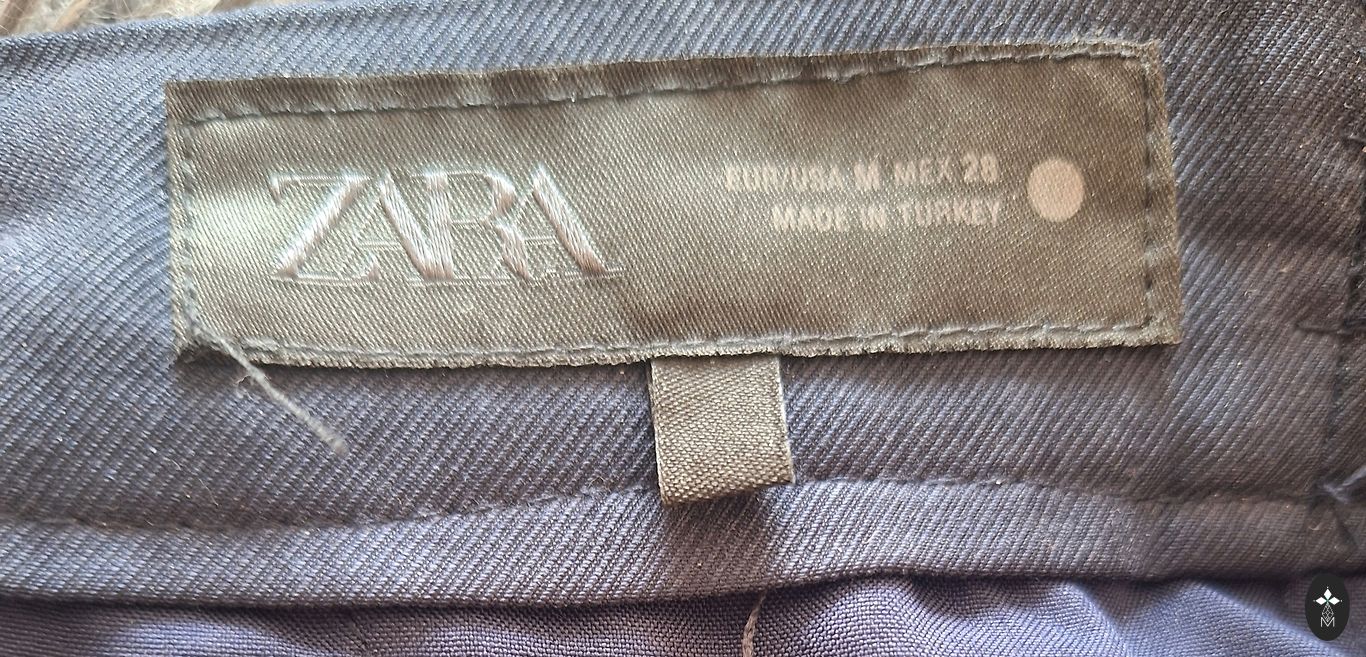 ZARA
EUR/USA M MEX 28
MADE IN TURKEY
M